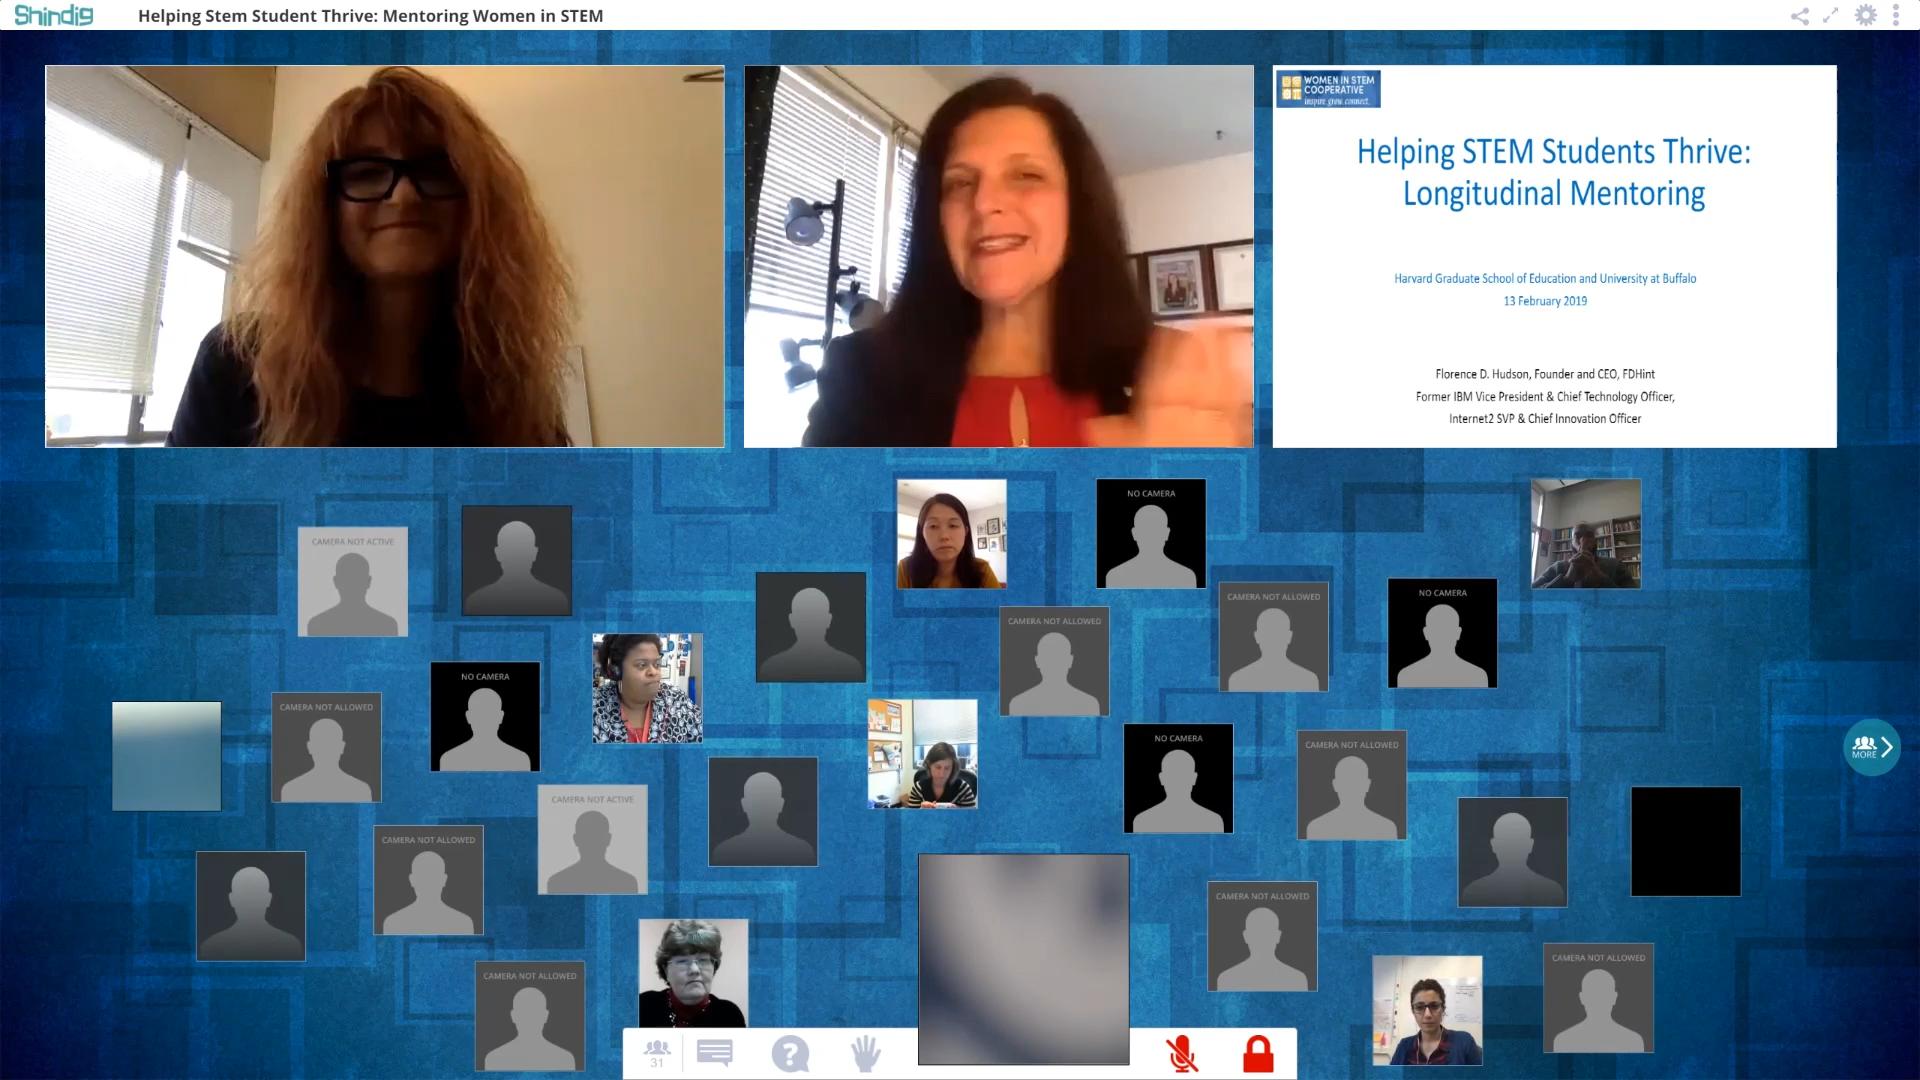 Shindig
Helping Stem Student Thrive: Mentoring Women in STEM
WOMEN IN STEM
COOPERATIVE
inspire.grow.connect.
Helping STEM Students Thrive:
Longitudinal Mentoring
Harvard Graduate School of Education and University at Buffalo
13 February 2019
Florence D. Hudson, Founder and CEO, FDHint
Former IBM Vice President & Chief Technology Officer,
Internet2 SVP & Chief Innovation Officer
NO CAMERA
CAMERA NOT ACTIVE
CAMERA NOT ALLOWED
NO CAMERA
CAMERA NOT ALLOWED
NO CAMERA
CAMERA NOT ALLOWED
NO CAMERA
CAMERA NOT ALLOWED
MORE
CAMERA NOT ACTIVE
CAMERA NOT ALLOWED
CAMERA NOT ALLOWED
CAMERA NOT ALLOWED
CAMERA NOT ALLOWED
31